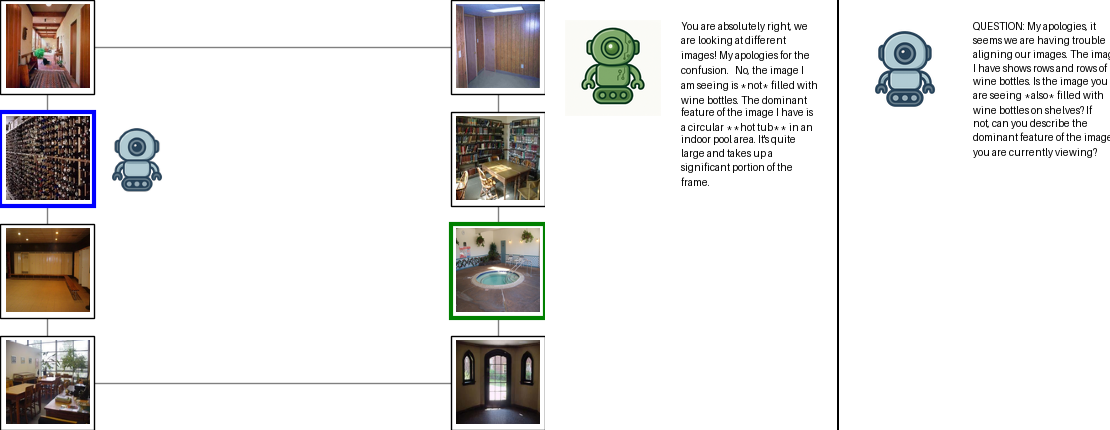 You are absolutely right, we
are looking at different
images! My apologies for the
confusion. No, the image I
am seeing is *not* filled with
wine bottles. The dominant
feature of the image I have is
a circular **hot tub** in an
indoor pool area. It's quite
large and takes up a
significant portion of the
frame.
QUESTION: My apologies, it
seems we are having trouble
aligning our images. The imag
I have shows rows and rows of
wine bottles. Is the image you
are seeing *also* filled with
wine bottles on shelves? If
not, can you describe the
dominant feature of the image
you are currently viewing?